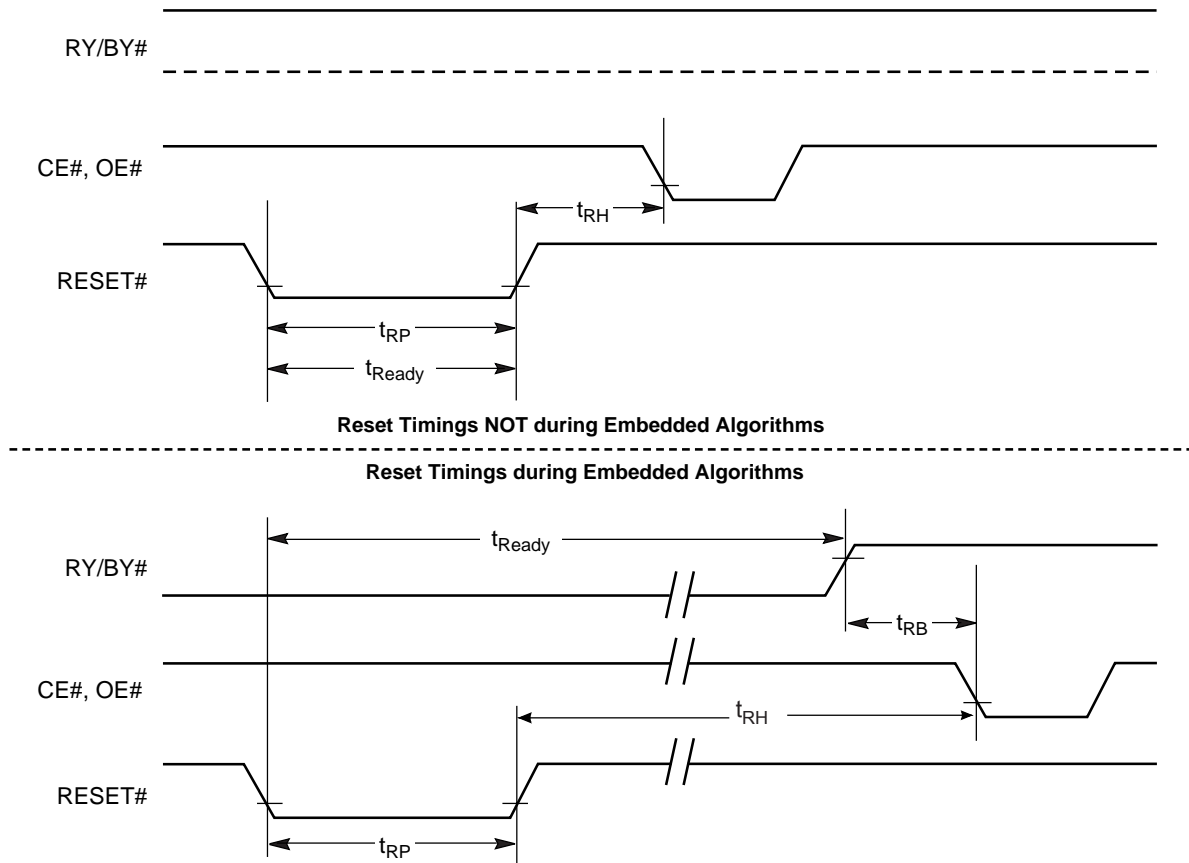 RY/BY#
CE#, OE#
tRH
RESET#
tRP
tReady
Reset Timings NOT during Embedded Algorithms
Reset Timings during Embedded Algorithms
tReady
RY/BY#
tRB
CE#, OE#
tRH
RESET#
tRP